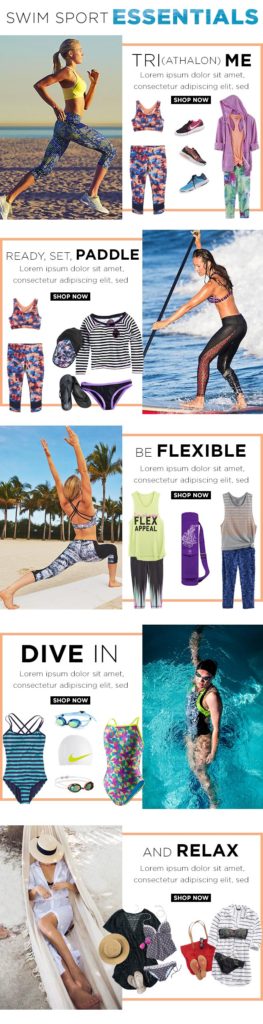 SWIM SPORT ESSENTIALS
TRI(ATHALON) ME
Lorem ipsum dolor sit amet,
consectetur adipiscing elit, sed
SHOP NOW
READY, SET, PADDLE
Lorem ipsum dolor sit amet,
consectetur adipiscing elit, sed
SHOP NOW
BE FLEXIBLE
Lorem ipsum dolor sit amet,
consectetur adipiscing elit, sed
SHOP NOW
FLEX
APPEAL
DIVE IN
Lorem ipsum dolor sit amet,
consectetur adipiscing elit, sed
SHOP NOW
AND RELAX
Lorem ipsum dolor sit amet,
consectetur adipiscing elit, sed
SHOP NOW